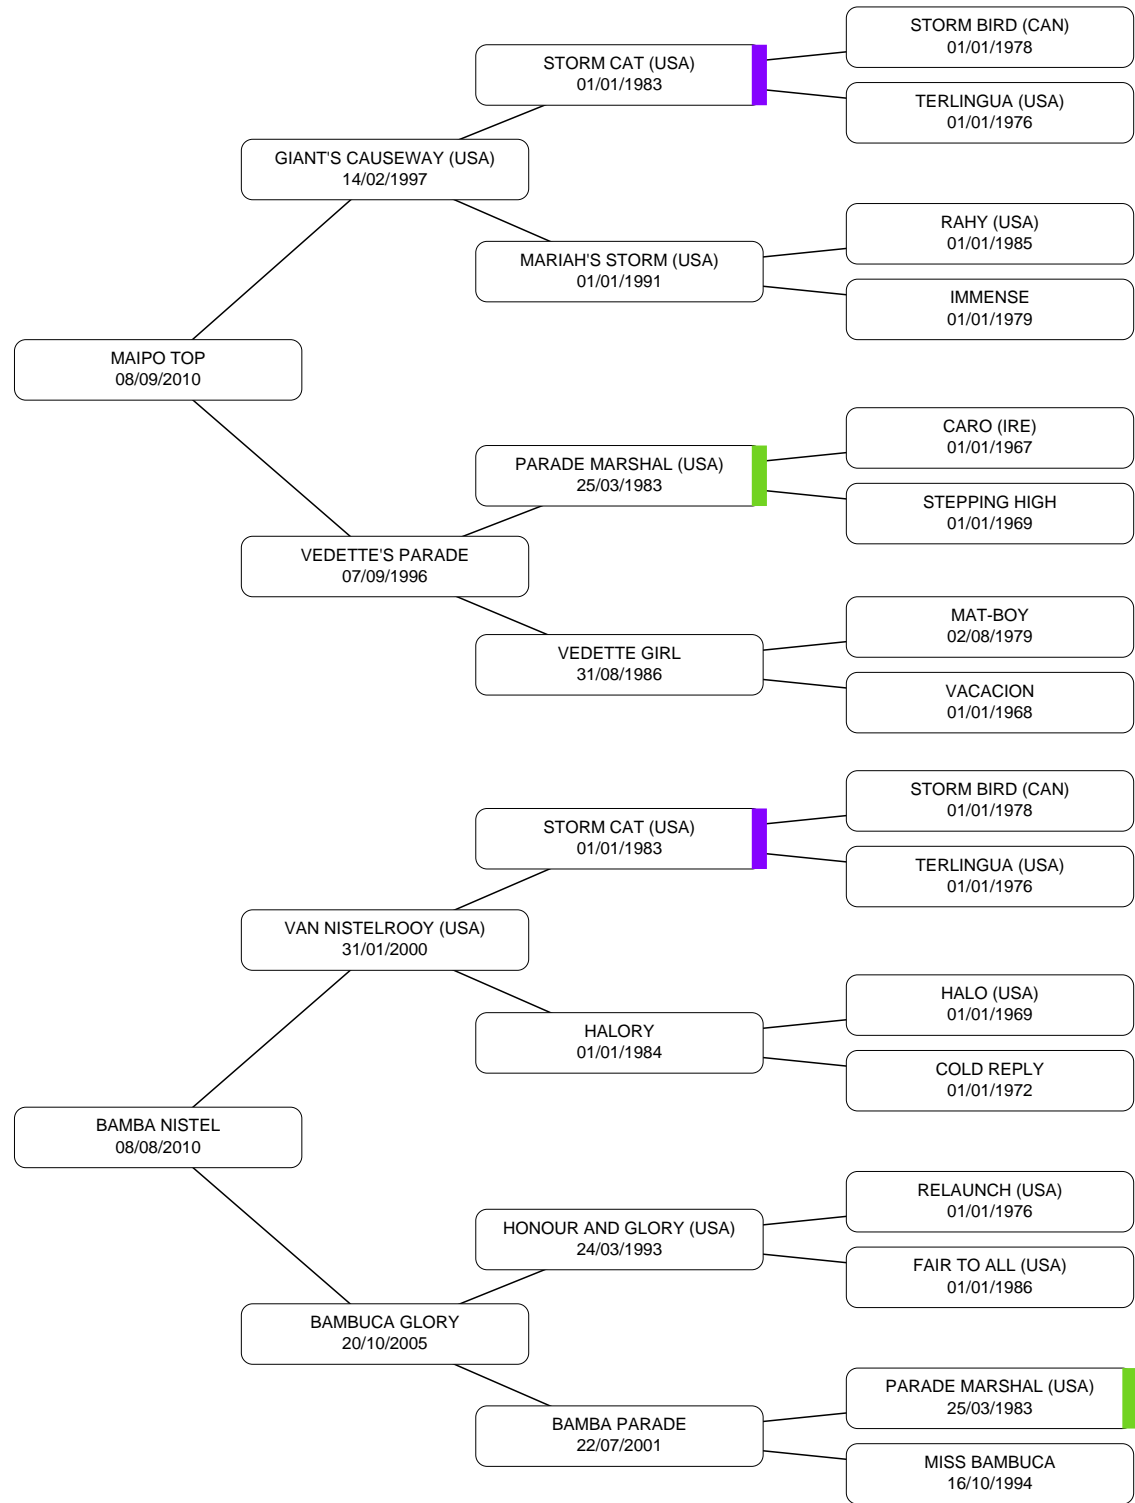 STORM BIRD (CAN)
01/01/1978
STORM CAT (USA)
01/01/1983
TERLINGUA (USA)
01/01/1976
GIANT'S CAUSEWAY (USA)
14/02/1997
RAHY (USA)
01/01/1985
MARIAH'S STORM (USA)
01/01/1991
IMMENSE
01/01/1979
MAIPO TOP
08/09/2010
CARO (IRE)
01/01/1967
PARADE MARSHAL (USA)
25/03/1983
STEPPING HIGH
01/01/1969
VEDETTE'S PARADE
07/09/1996
MAT-BOY
02/08/1979
VEDETTE GIRL
31/08/1986
VACACION
01/01/1968
STORM BIRD (CAN)
01/01/1978
STORM CAT (USA)
01/01/1983
TERLINGUA (USA)
01/01/1976
VAN NISTELROOY (USA)
31/01/2000
HALO (USA)
01/01/1969
HALORY
01/01/1984
COLD REPLY
01/01/1972
BAMBA NISTEL
08/08/2010
RELAUNCH (USA)
01/01/1976
HONOUR AND GLORY (USA)
24/03/1993
FAIR TO ALL (USA)
01/01/1986
BAMBUCA GLORY
20/10/2005
PARADE MARSHAL (USA)
25/03/1983
BAMBA PARADE
22/07/2001
MISS BAMBUCA
16/10/1994